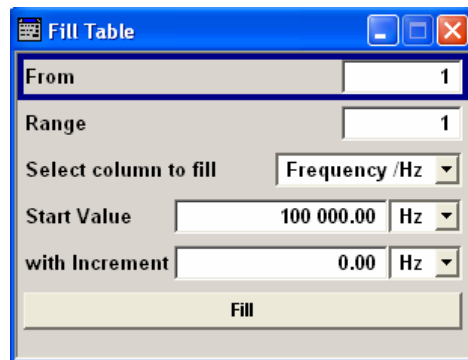 Fill Table
From 1
Range 1
Select column to fill Frequency /Hz
Start Value 100 000.00 Hz
with Increment 0.00 Hz
Fill